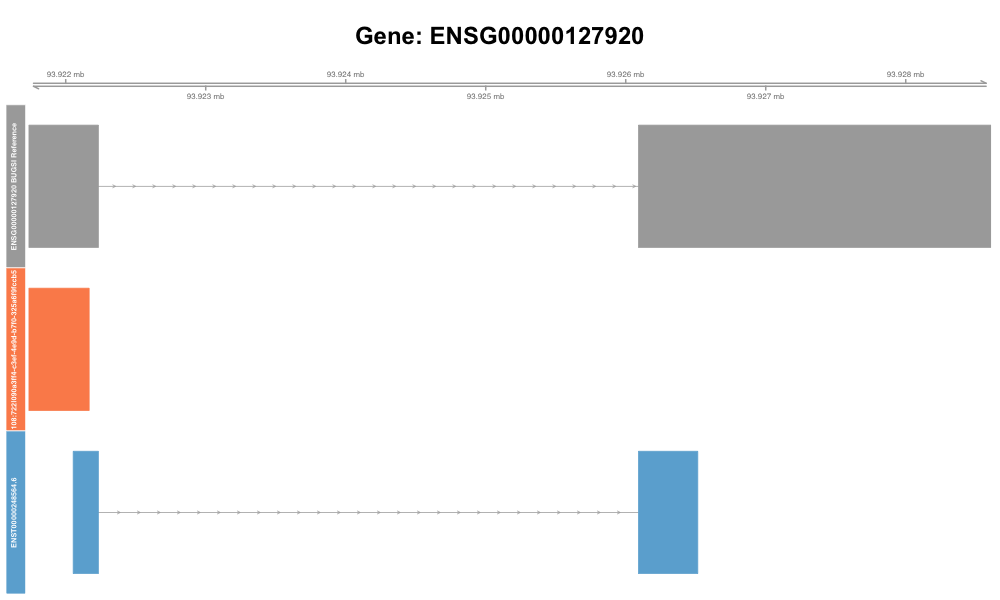 Gene: ENSG00000127920
93.922 mb
93.924 mb
93.926 mb
93.928 mb
93.923 mb
93.925 mb
93.927 mb
ENSG00000127920 BUGSI Reference
ENST00000248564.6